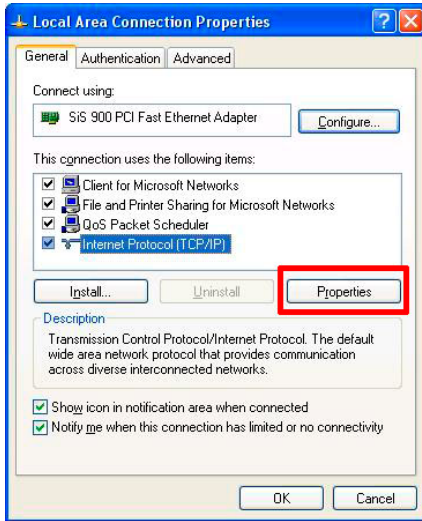 Local Area Connection Properties
General Authentication Advanced
Connect using:
SiS 900 PCI Fast Ethernet Adapter
Configure...
This connection uses the following items:
Client for Microsoft Networks
File and Printer Sharing for Microsoft Networks
QoS Packet Scheduler
Internet Protocol (TCP/IP)
Install... Uninstall Properties
Description
Transmission Control Protocol/Internet Protocol. The default
wide area network protocol that provides communication
across diverse interconnected networks.
Show icon in notification area when connected
Notify me when this connection has limited or no connectivity
OK Cancel